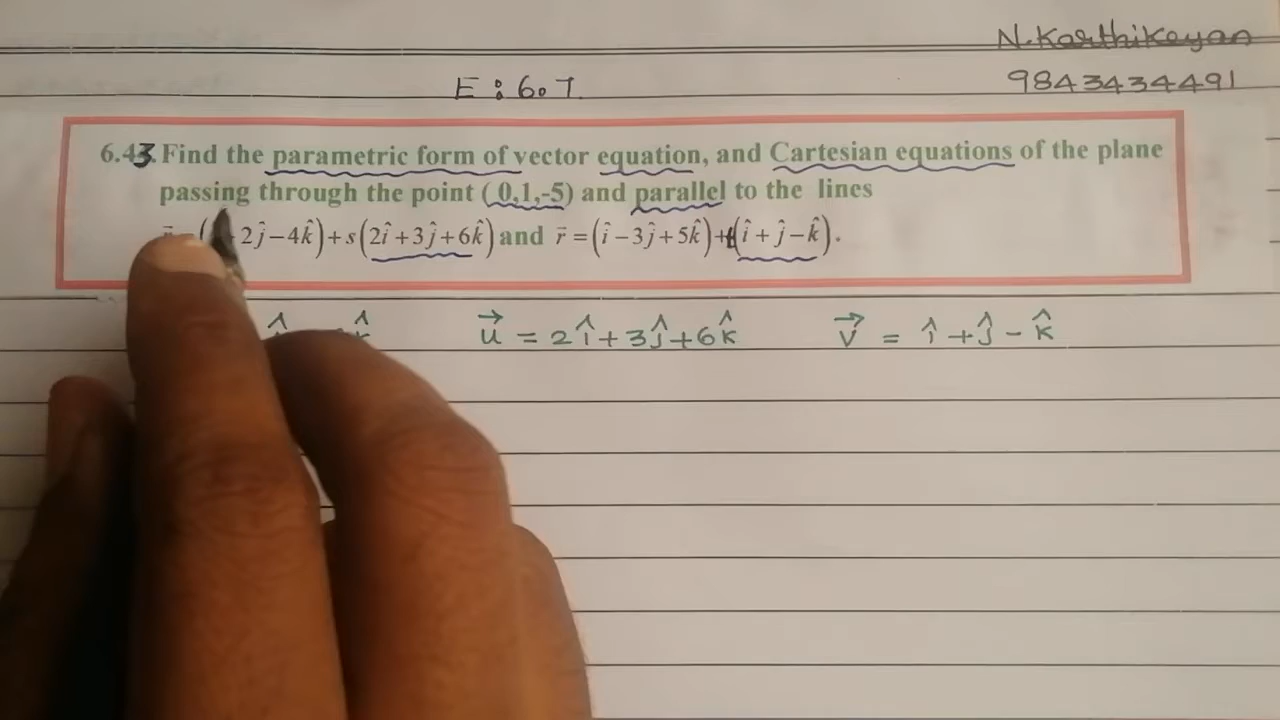 N.Karthikeyan
E : 6.7
9843434491
6.43. Find the parametric form of vector equation, and Cartesian equations of the plane
passing through the point (0,1,-5) and parallel to the lines
2ĵ−4k̂)+s(2î+3ĵ+6k̂) and r⃗=(î−3ĵ+5k̂)+t(î+ĵ−k̂).
u⃗ = 2î+3ĵ+6k̂ v⃗ = î+ĵ−k̂